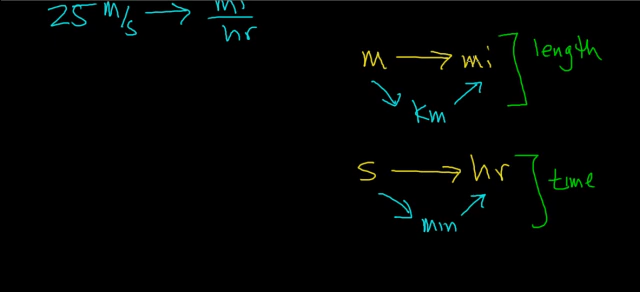 25 m/s → mi/hr
m → mi ] length
km
s → hr ] time
min